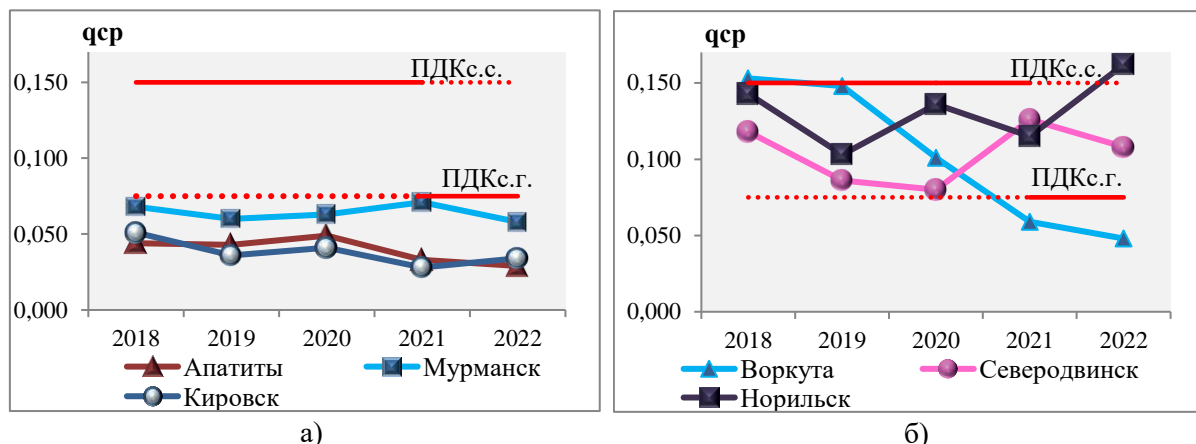 qср
0,150
0,100
0,050
0,000
ПДКс.с.
ПДКс.г.
2018 2019 2020 2021 2022
Апатиты Мурманск
Кировск
а)
qср
0,150
0,100
0,050
0,000
ПДКс.с.
ПДКс.г.
2018 2019 2020 2021 2022
Воркута Северодвинск
Норильск
б)